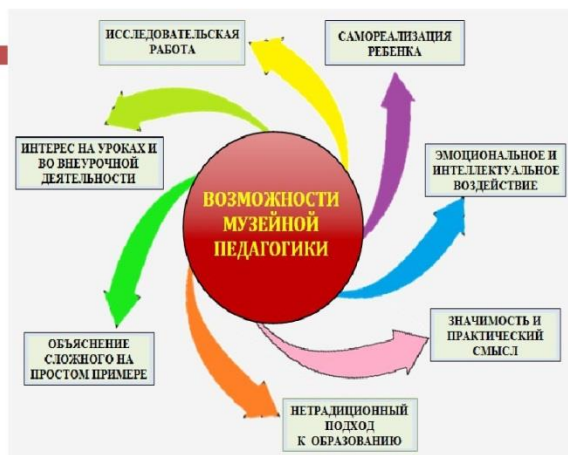 ИССЛЕДОВАТЕЛЬСКАЯ
РАБОТА
САМОРЕАЛИЗАЦИЯ
РЕБЕНКА
ИНТЕРЕС НА УРОКАХ И
ВО ВНЕУРОЧНОЙ
ДЕЯТЕЛЬНОСТИ
ЭМОЦИОНАЛЬНОЕ И
ИНТЕЛЛЕКТУАЛЬНОЕ
ВОЗДЕЙСТВИЕ
ВОЗМОЖНОСТИ
МУЗЕЙНОЙ
ПЕДАГОГИКИ
ОБЪЯСНЕНИЕ
СЛОЖНОГО НА
ПРОСТОМ ПРИМЕРЕ
ЗНАЧИМОСТЬ И
ПРАКТИЧЕСКИЙ
СМЫСЛ
НЕТРАДИЦИОННЫЙ
ПОДХОД
К ОБРАЗОВАНИЮ